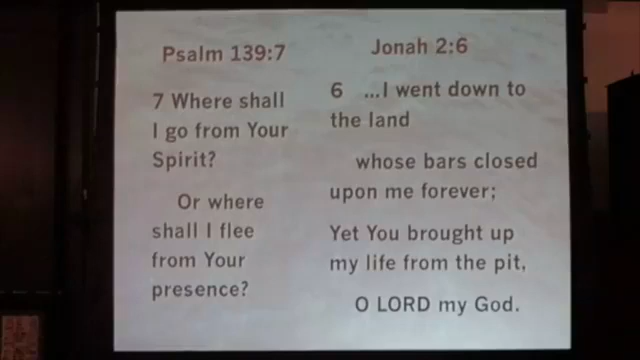 Psalm 139:7
7 Where shall
I go from Your
Spirit?
Or where
shall I flee
from Your
presence?
Jonah 2:6
6 ...I went down to
the land
whose bars closed
upon me forever;
Yet You brought up
my life from the pit,
O LORD my God.